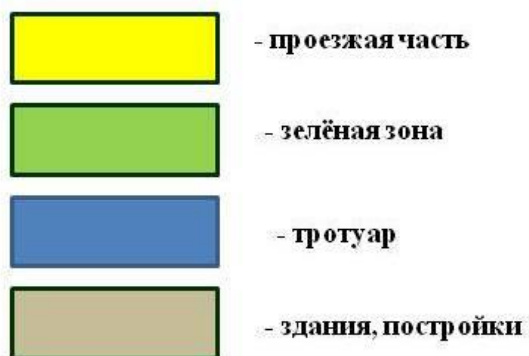 - проезжая часть
- зелёная зона
- тротуар
- здания, постройки